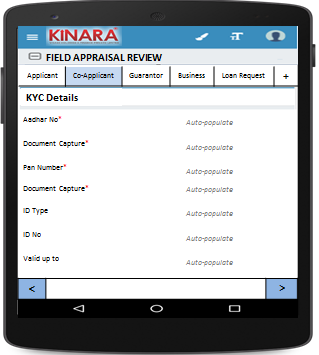 KINARA
T T
FIELD APPRAISAL REVIEW
Applicant Co-Applicant Guarantor Business Loan Request +
KYC Details
Aadhar No* Auto-populate
Document Capture* Auto-populate
Pan Number* Auto-populate
Document Capture* Auto-populate
ID Type Auto-populate
ID No Auto-populate
Valid up to Auto-populate
< >